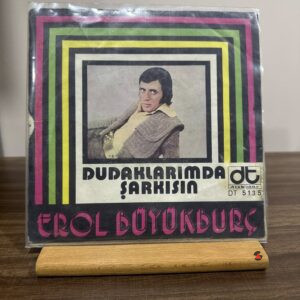 DUDAKLARIMDA
ŞARKISIN
dt
DT 5135
EROL BÜYÜKBURÇ
S